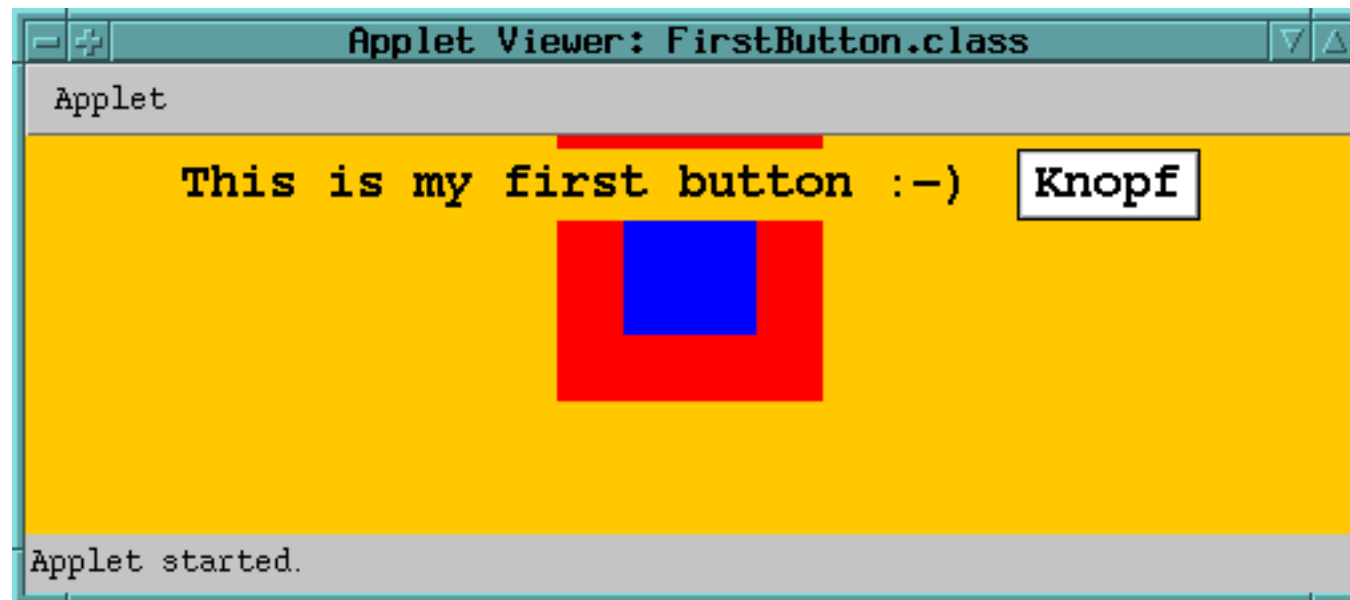 Applet Viewer: FirstButton.class
Applet
This is my first button :-) Knopf
Applet started.